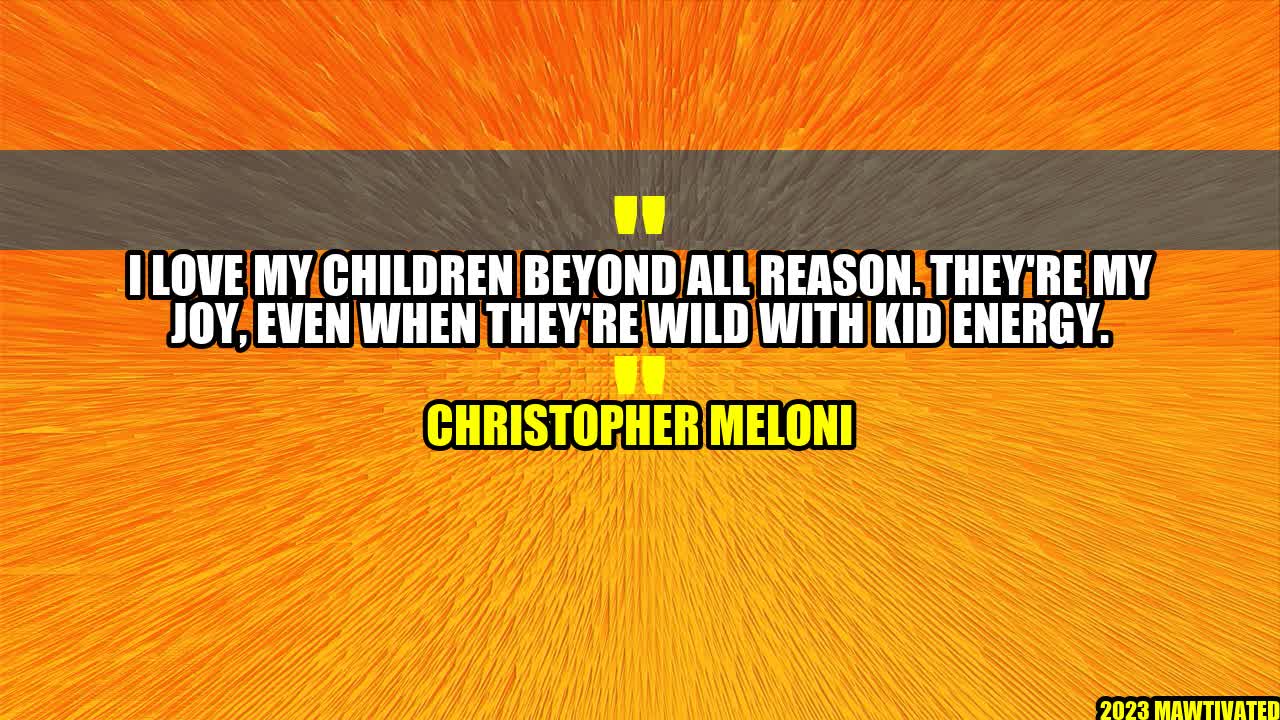 "
I LOVE MY CHILDREN BEYOND ALL REASON. THEY'RE MY
JOY, EVEN WHEN THEY'RE WILD WITH KID ENERGY.
"
CHRISTOPHER MELONI
2023 MAWTIVATED